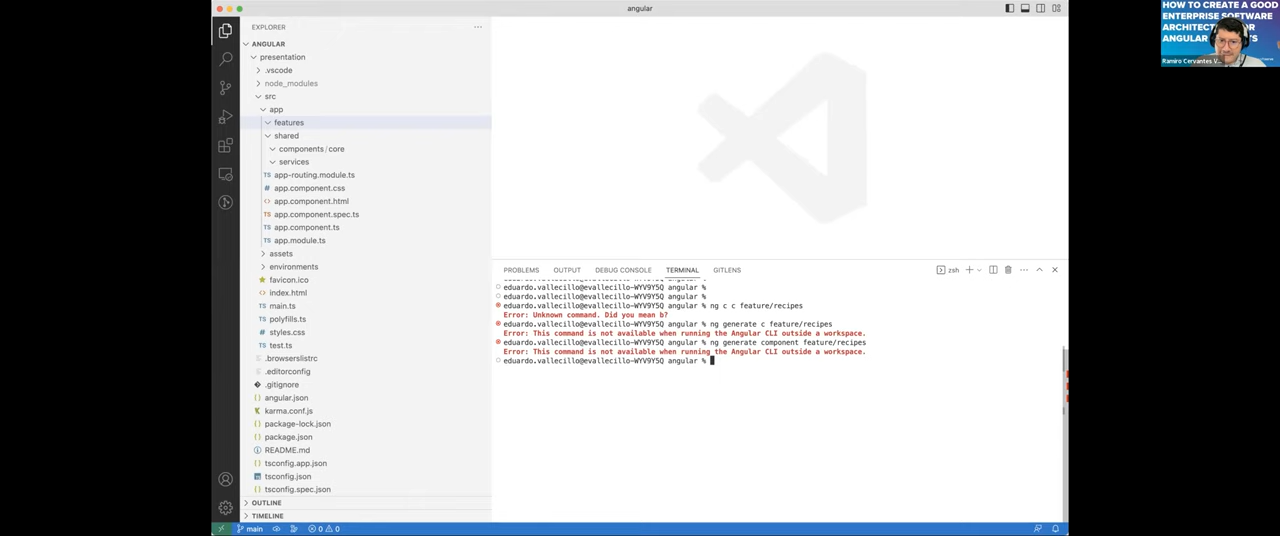 angular
EXPLORER
ANGULAR
presentation
.vscode
node_modules
src
app
features
shared
components / core
services
app-routing.module.ts
app.component.css
app.component.html
app.component.spec.ts
app.component.ts
app.module.ts
assets
environments
favicon.ico
index.html
main.ts
polyfills.ts
styles.css
test.ts
.browserslistrc
.editorconfig
.gitignore
angular.json
karma.conf.js
package-lock.json
package.json
README.md
tsconfig.app.json
tsconfig.json
tsconfig.spec.json
OUTLINE
TIMELINE
PROBLEMS OUTPUT DEBUG CONSOLE TERMINAL GITLENS
zsh
eduardo.vallecillo@evallecillo-WYV9Y5Q angular %
eduardo.vallecillo@evallecillo-WYV9Y5Q angular %
eduardo.vallecillo@evallecillo-WYV9Y5Q angular % ng c c feature/recipes
Error: Unknown command. Did you mean b?
eduardo.vallecillo@evallecillo-WYV9Y5Q angular % ng generate c feature/recipes
Error: This command is not available when running the Angular CLI outside a workspace.
eduardo.vallecillo@evallecillo-WYV9Y5Q angular % ng generate component feature/recipes
Error: This command is not available when running the Angular CLI outside a workspace.
eduardo.vallecillo@evallecillo-WYV9Y5Q angular %
main 0 0
HOW TO CREATE A GOOD
ENTERPRISE SOFTWARE
ANGULAR
Ramiro Cervantes V...